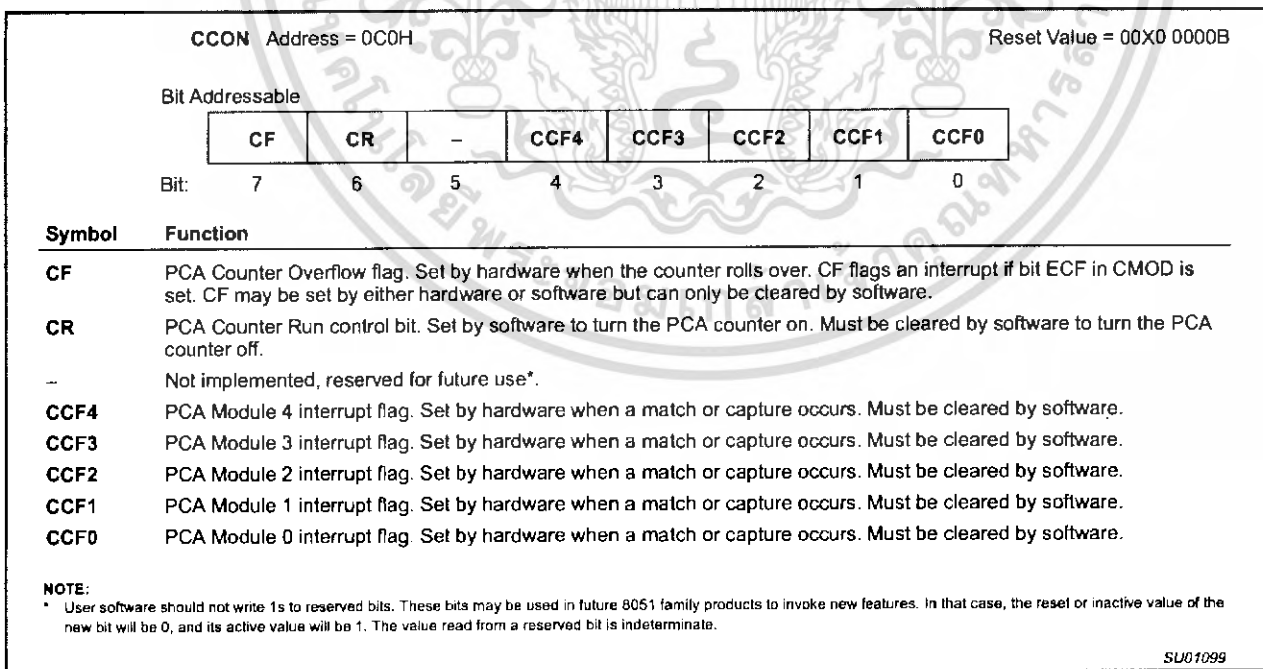 CCON Address = 0C0H Reset Value = 00X0 0000B
Bit Addressable
CF CR – CCF4 CCF3 CCF2 CCF1 CCF0
Bit: 7 6 5 4 3 2 1 0
Symbol Function
CF PCA Counter Overflow flag. Set by hardware when the counter rolls over. CF flags an interrupt if bit ECF in CMOD is
set. CF may be set by either hardware or software but can only be cleared by software.
CR PCA Counter Run control bit. Set by software to turn the PCA counter on. Must be cleared by software to turn the PCA
counter off.
– Not implemented, reserved for future use*.
CCF4 PCA Module 4 interrupt flag. Set by hardware when a match or capture occurs. Must be cleared by software.
CCF3 PCA Module 3 interrupt flag. Set by hardware when a match or capture occurs. Must be cleared by software.
CCF2 PCA Module 2 interrupt flag. Set by hardware when a match or capture occurs. Must be cleared by software.
CCF1 PCA Module 1 interrupt flag. Set by hardware when a match or capture occurs. Must be cleared by software.
CCF0 PCA Module 0 interrupt flag. Set by hardware when a match or capture occurs. Must be cleared by software.
NOTE:
* User software should not write 1s to reserved bits. These bits may be used in future 8051 family products to invoke new features. In that case, the reset or inactive value of the
new bit will be 0, and its active value will be 1. The value read from a reserved bit is indeterminate.
SU01099